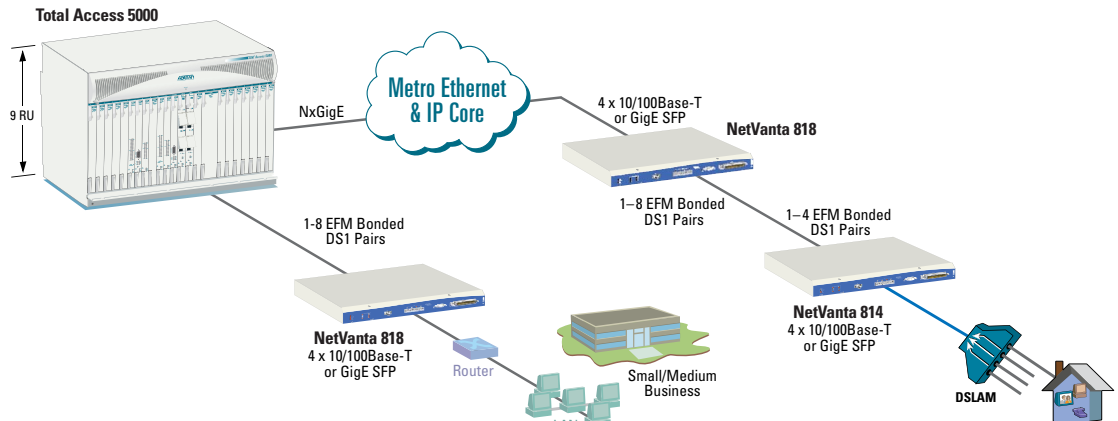 Total Access 5000
9 RU
NxGigE
Metro Ethernet
& IP Core
4 x 10/100Base-T
or GigE SFP
NetVanta 818
1–8 EFM Bonded
DS1 Pairs
1–4 EFM Bonded
DS1 Pairs
1-8 EFM Bonded
DS1 Pairs
NetVanta 818
4 x 10/100Base-T
or GigE SFP
Router
Small/Medium
Business
NetVanta 814
4 x 10/100Base-T
or GigE SFP
DSLAM